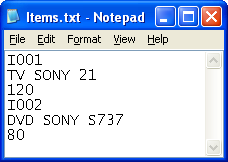 Items.txt - Notepad
File Edit Format View Help
I001
TV SONY 21
120
I002
DVD SONY S737
80